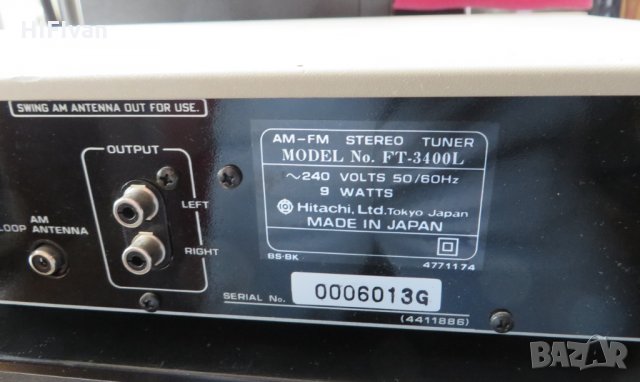 HiFIvan
SWING AM ANTENNA OUT FOR USE.
OUTPUT
LEFT
RIGHT
AM
LOOP ANTENNA
AM-FM STEREO TUNER
MODEL No. FT-3400L
~240 VOLTS 50/60Hz
9 WATTS
Hitachi, Ltd. Tokyo Japan
MADE IN JAPAN
BS·BK
4771174
SERIAL No.
0006013G
(4411886)
BAZAR